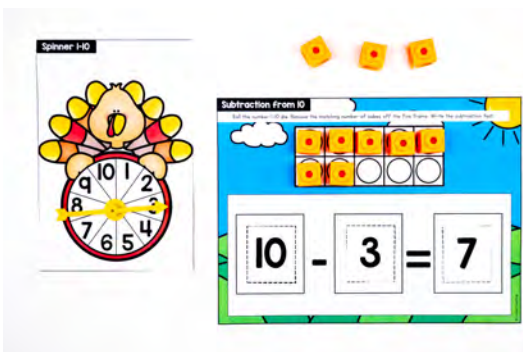 Spinner 1-10
10 1 2 3 4 5 6 7 8 9
Subtraction from 10
Roll the number 1-10 die. Remove the matching number of cubes off the five frame. Write the subtraction fact.
10 - 3 = 7